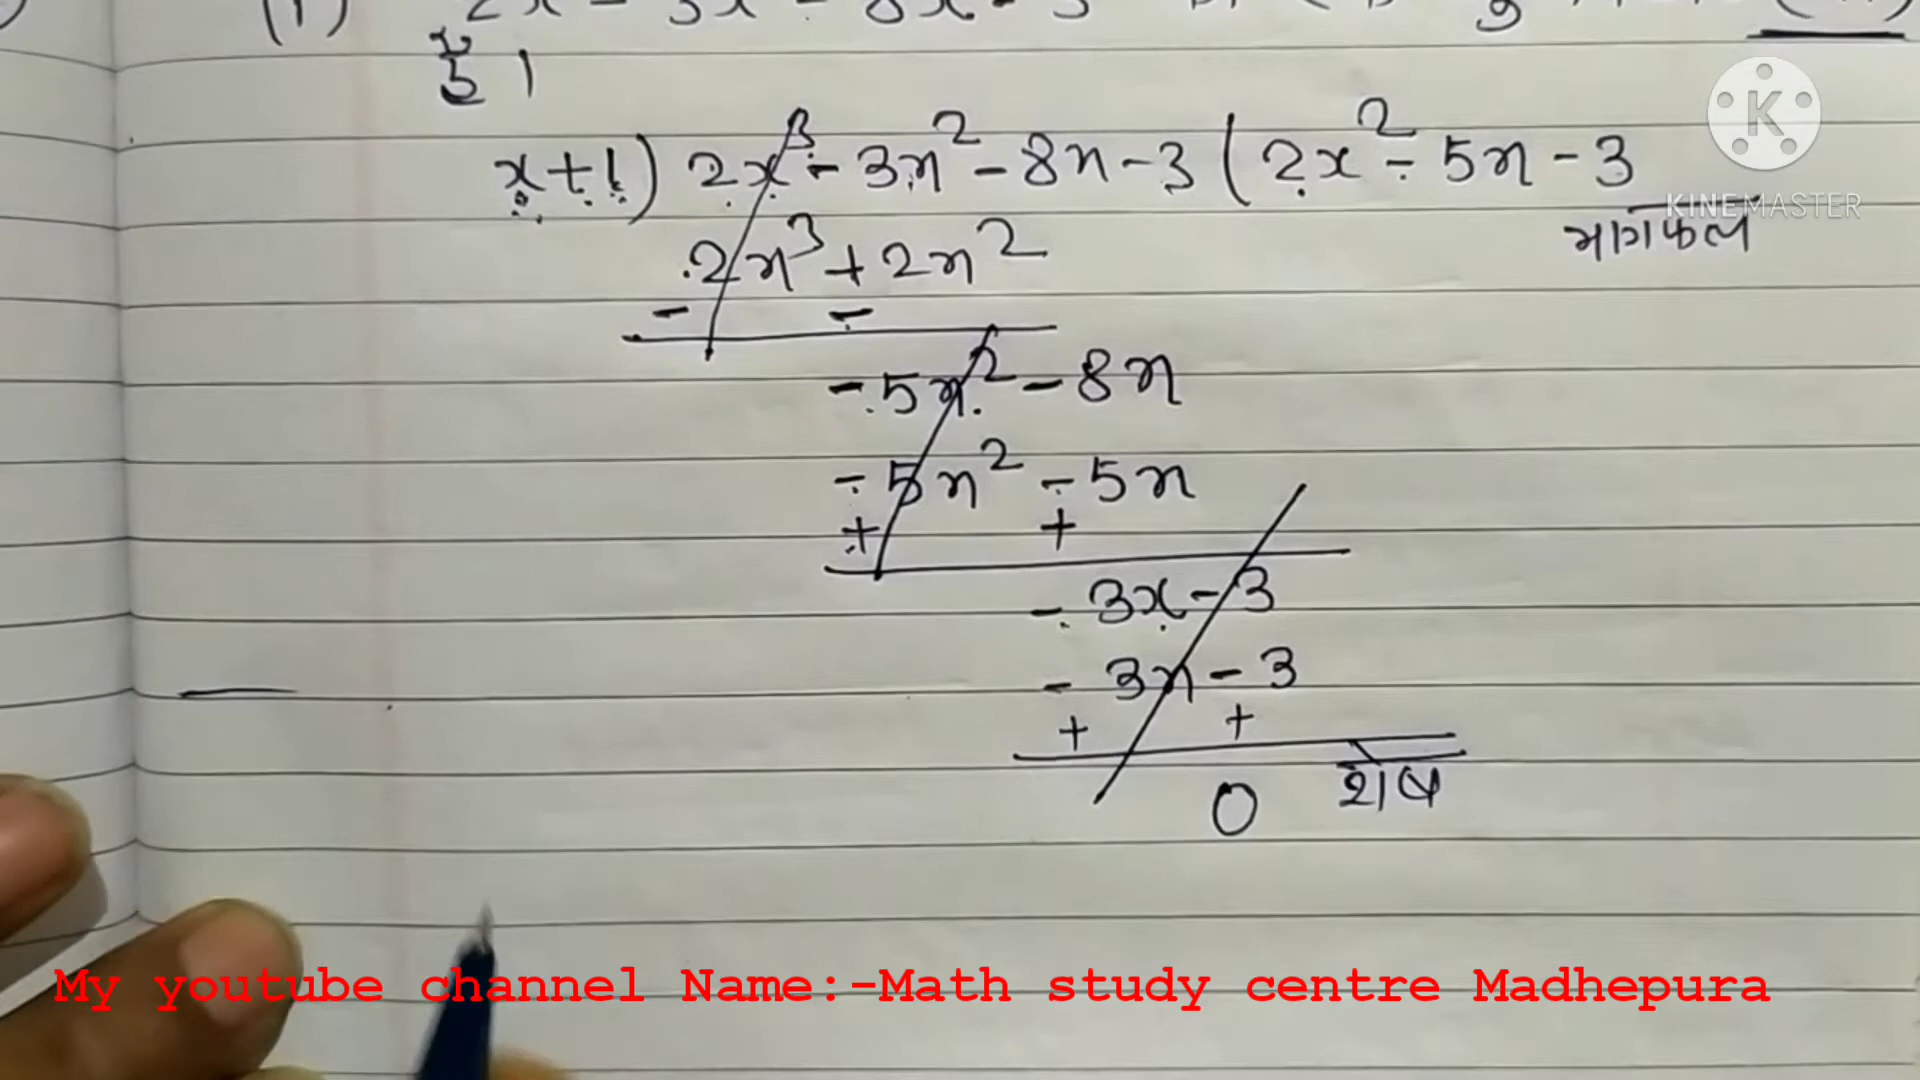 (i)
है ।
x+1) 2x³ - 3x² - 8x - 3 ( 2x² - 5x - 3
K
KINEMASTER
भागफल
2x³ + 2x²
- -
- 5x² - 8x
- 5x² - 5x
+ +
- 3x - 3
- 3x - 3
+ +
0 शेष
My youtube channel Name:-Math study centre Madhepura